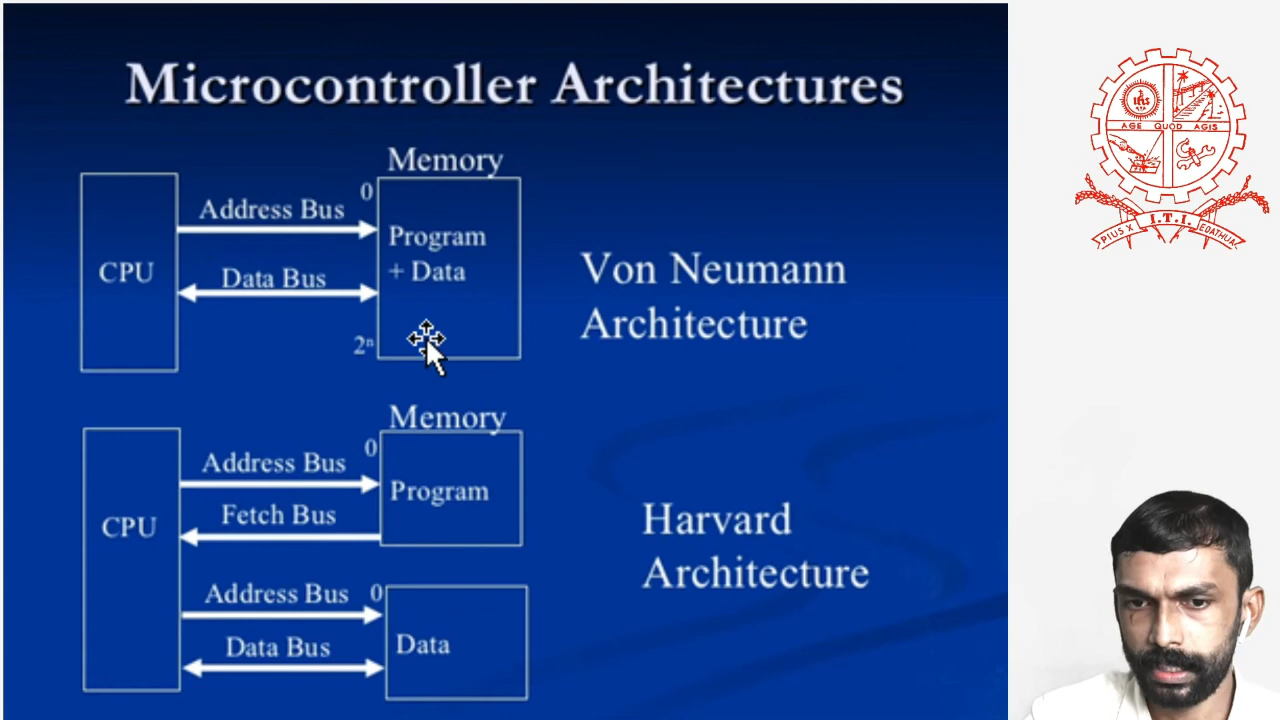 Microcontroller Architectures
Memory
0
Address Bus
Program
+ Data
CPU
Data Bus
2ⁿ
Von Neumann
Architecture
Memory
0
Address Bus
Program
Fetch Bus
CPU
Address Bus
0
Data Bus
Data
Harvard
Architecture
AGE QUOD AGIS
I.T.I.
PIUS X
EDATHUA